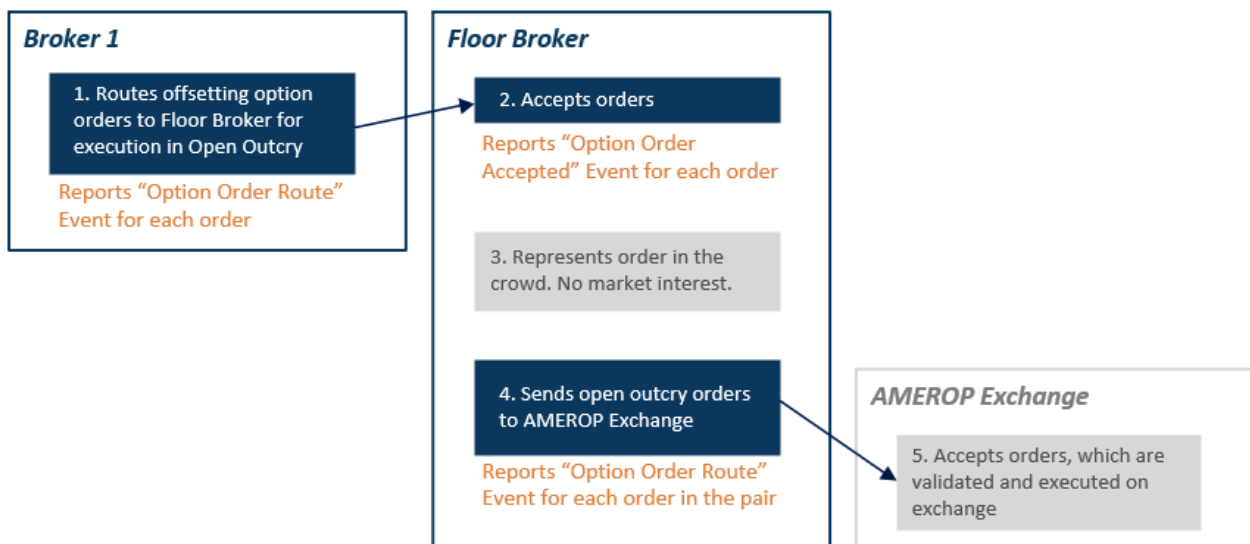 Broker 1
1. Routes offsetting option
orders to Floor Broker for
execution in Open Outcry
Reports “Option Order Route”
Event for each order
Floor Broker
2. Accepts orders
Reports “Option Order
Accepted” Event for each order
3. Represents order in the
crowd. No market interest.
4. Sends open outcry orders
to AMEROP Exchange
Reports “Option Order Route”
Event for each order in the pair
AMEROP Exchange
5. Accepts orders, which are
validated and executed on
exchange